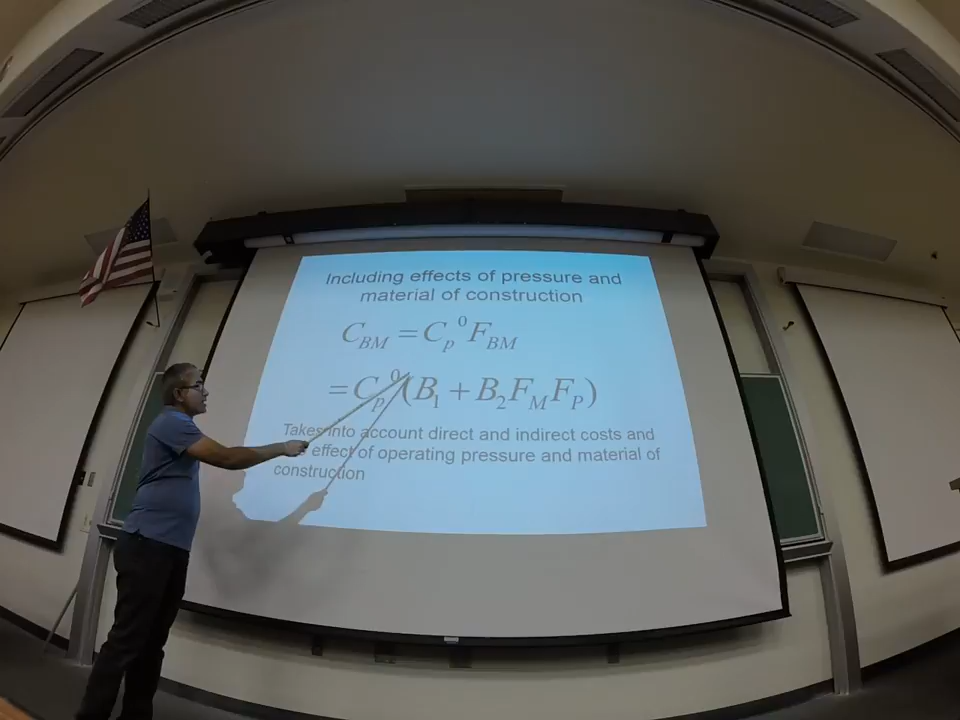 Including effects of pressure and
material of construction
C_BM = C_p^0 F_BM
= C_p^0 (B_1 + B_2 F_M F_P)
Takes into account direct and indirect costs and
effect of operating pressure and material of
construction